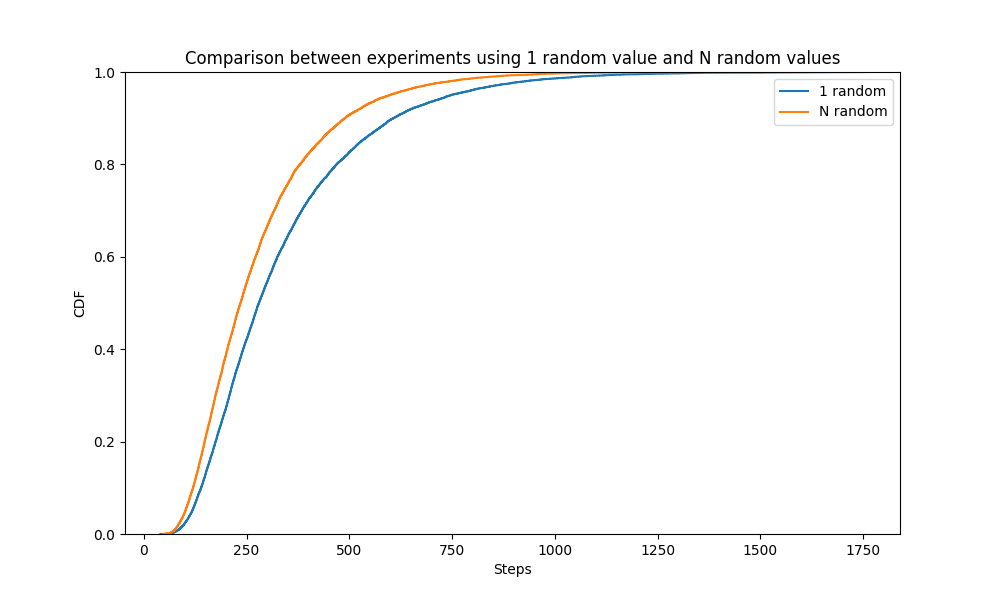 Comparison between experiments using 1 random value and N random values
1 random
N random
1.0
0.8
0.6
0.4
0.2
0.0
CDF
0 250 500 750 1000 1250 1500 1750
Steps